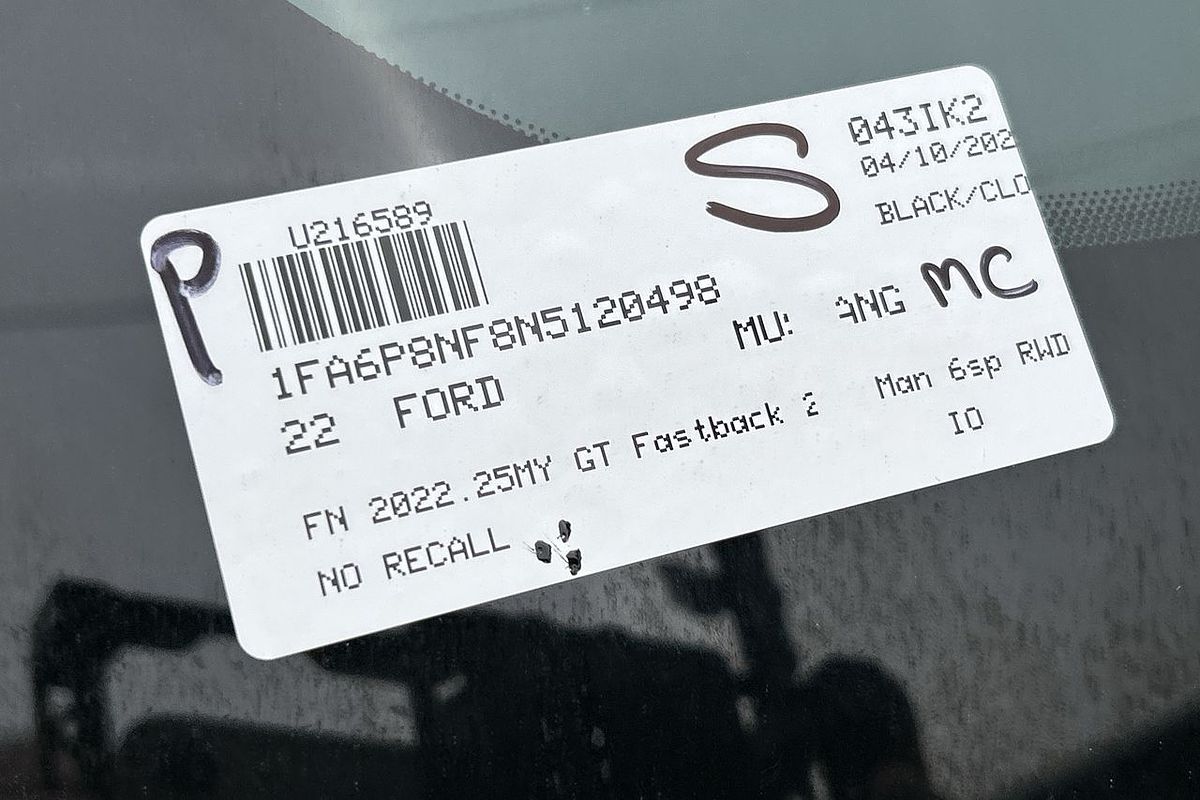 P
U216589
S
043IK2
04/10/202
BLACK/CLO
1FA6P8NF8N5120498
MU ANG
MC
22 FORD
FN 2022.25MY GT Fastback 2 Man 6sp RWD
IO
NO RECALL